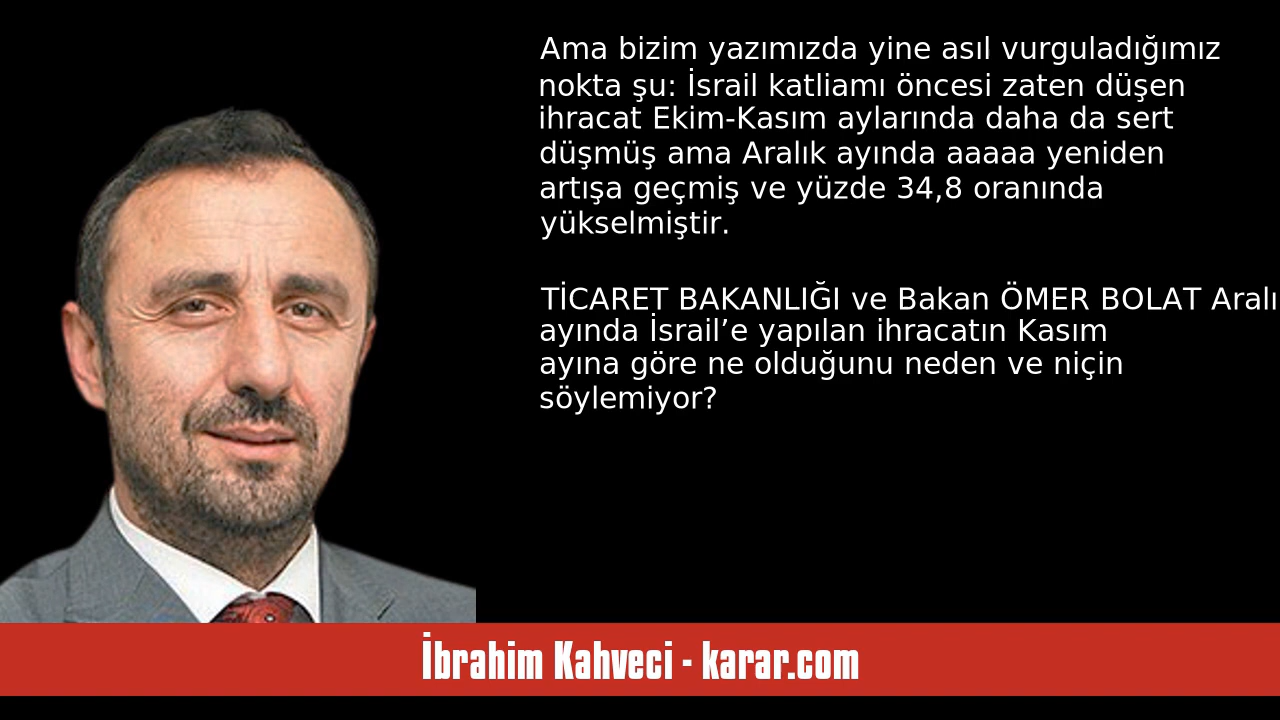 Ama bizim yazımızda yine asıl vurguladığımız
nokta şu: İsrail katliamı öncesi zaten düşen
ihracat Ekim-Kasım aylarında daha da sert
düşmüş ama Aralık ayında aaaaa yeniden
artışa geçmiş ve yüzde 34,8 oranında
yükselmiştir.
TİCARET BAKANLIĞI ve Bakan ÖMER BOLAT Aralı
ayında İsrail’e yapılan ihracatın Kasım
ayına göre ne olduğunu neden ve niçin
söylemiyor?
İbrahim Kahveci - karar.com